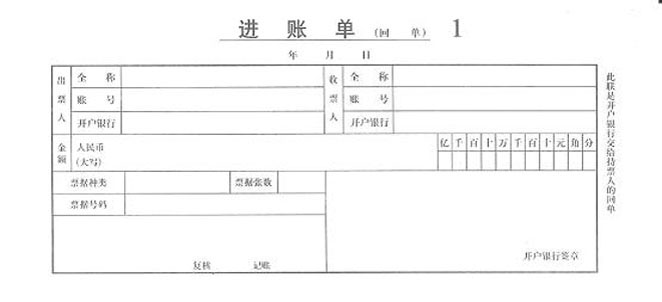 进 账 单 (回 单) 1
年 月 日
出票人 全 称 收票人 全 称
账 号 账 号
开户银行 开户银行
金额 人民币 (大写) 亿 千 百 十 万 千 百 十 元 角 分
票据种类 票据张数
票据号码
复核 记账
开户银行签章
此联是开户银行交给持票人的回单